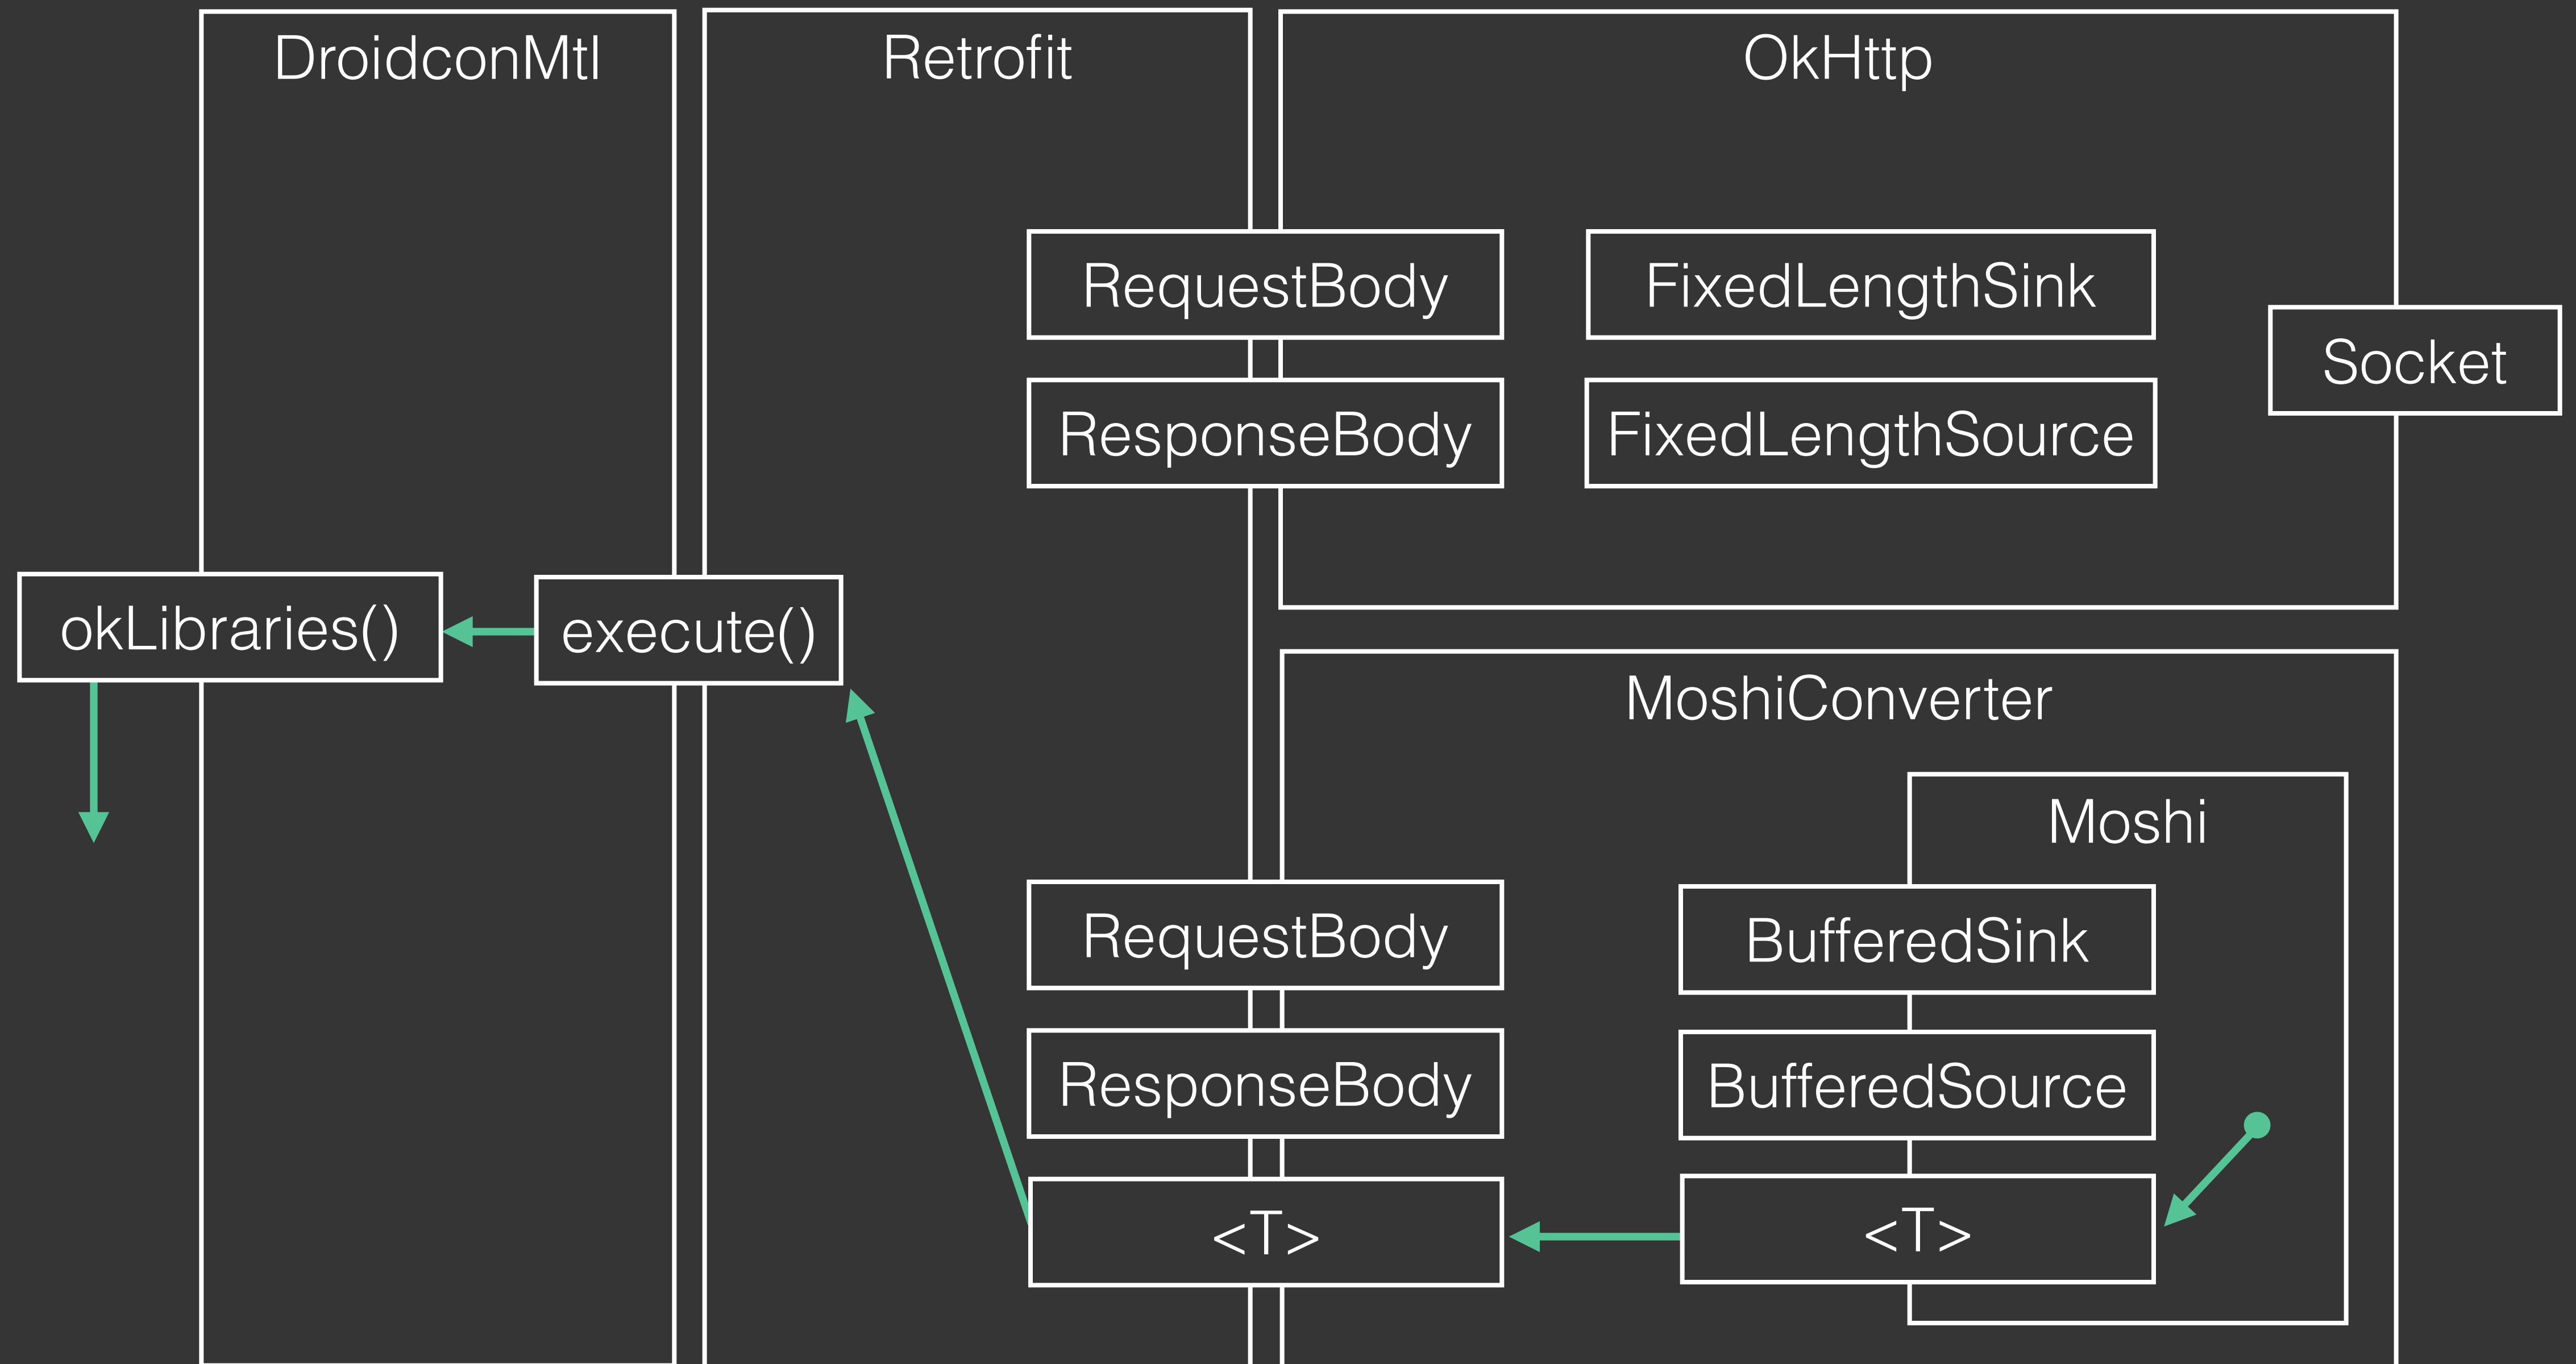 DroidconMtl
Retrofit
OkHttp
RequestBody
FixedLengthSink
Socket
ResponseBody
FixedLengthSource
okLibraries()
execute()
MoshiConverter
Moshi
RequestBody
BufferedSink
ResponseBody
BufferedSource
<T>
<T>